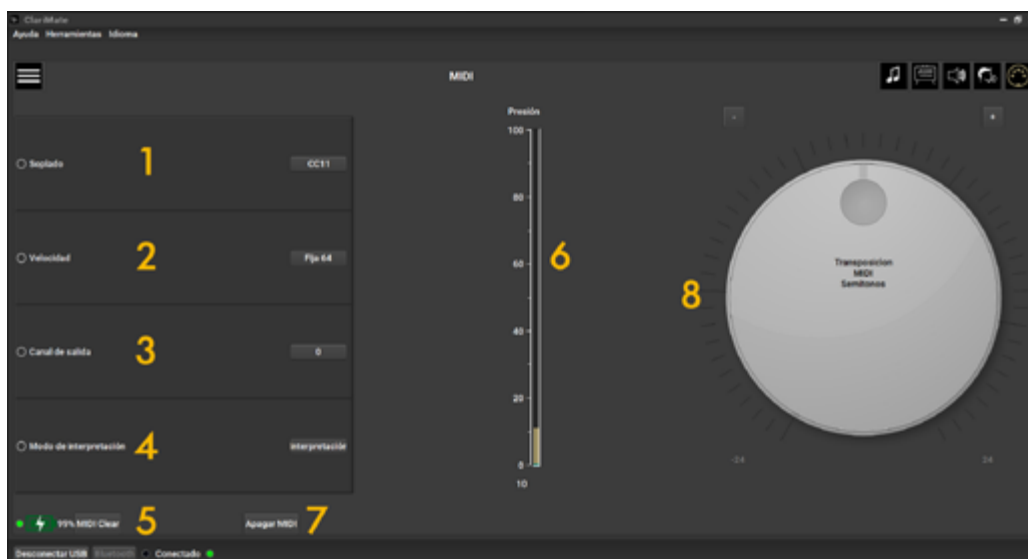 ClariMate
Ayuda Herramientas Idioma
MIDI
Soplado 1 CC11
Velocidad 2 Fija 64
Canal de salida 3 0
Modo de interpretación 4 interpretación
99% MIDI Clear 5 Apagar MIDI 7
Presión
100
80
60
40
20
0
10
6
- +
8
Transposicion
MIDI
Semitonos
-24 24
Desconectar USB Bluetooth Conectado